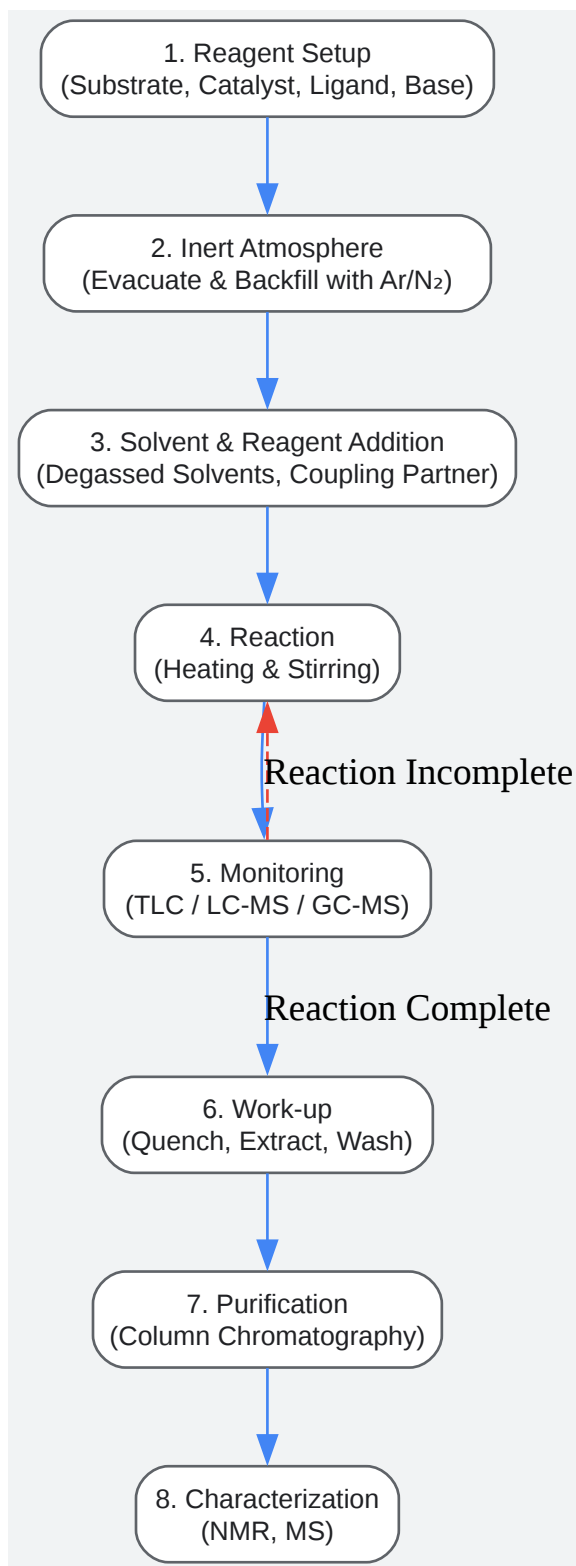 1. Reagent Setup
(Substrate, Catalyst, Ligand, Base)
2. Inert Atmosphere
(Evacuate & Backfill with Ar/N₂)
3. Solvent & Reagent Addition
(Degassed Solvents, Coupling Partner)
4. Reaction
(Heating & Stirring)
Reaction Incomplete
5. Monitoring
(TLC / LC-MS / GC-MS)
Reaction Complete
6. Work-up
(Quench, Extract, Wash)
7. Purification
(Column Chromatography)
8. Characterization
(NMR, MS)